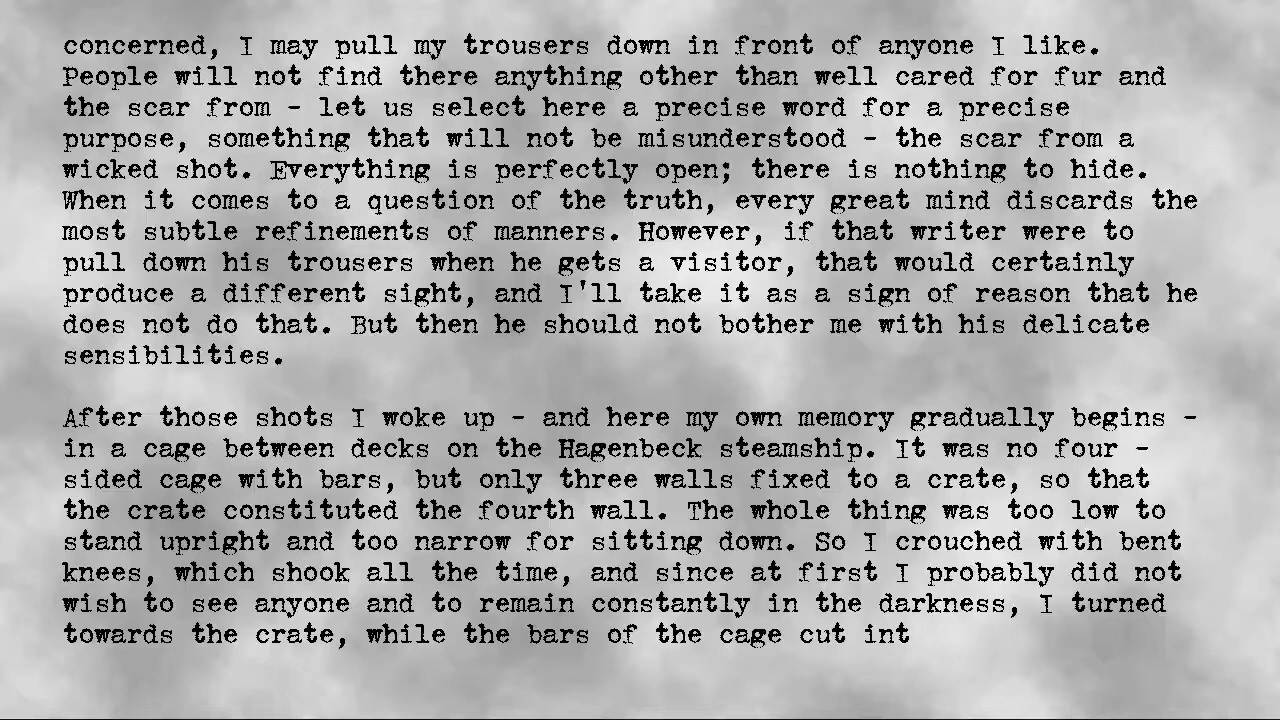 concerned, I may pull my trousers down in front of anyone I like.
People will not find there anything other than well cared for fur and
the scar from - let us select here a precise word for a precise
purpose, something that will not be misunderstood - the scar from a
wicked shot. Everything is perfectly open; there is nothing to hide.
When it comes to a question of the truth, every great mind discards the
most subtle refinements of manners. However, if that writer were to
pull down his trousers when he gets a visitor, that would certainly
produce a different sight, and I'll take it as a sign of reason that he
does not do that. But then he should not bother me with his delicate
sensibilities.

After those shots I woke up - and here my own memory gradually begins -
in a cage between decks on the Hagenbeck steamship. It was no four -
sided cage with bars, but only three walls fixed to a crate, so that
the crate constituted the fourth wall. The whole thing was too low to
stand upright and too narrow for sitting down. So I crouched with bent
knees, which shook all the time, and since at first I probably did not
wish to see anyone and to remain constantly in the darkness, I turned
towards the crate, while the bars of the cage cut int